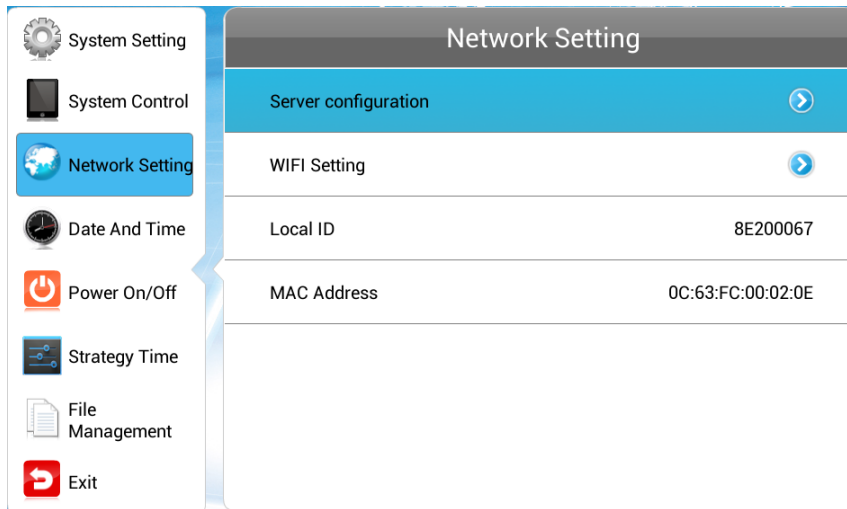 System Setting
System Control
Network Setting
Date And Time
Power On/Off
Strategy Time
File
Management
Exit
Network Setting
Server configuration
WIFI Setting
Local ID 8E200067
MAC Address 0C:63:FC:00:02:0E